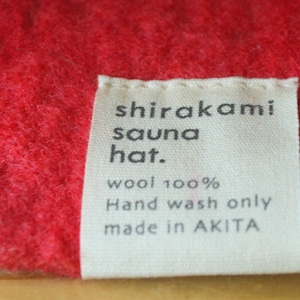 shirakami
sauna
hat.
wool 100%
Hand wash only
made in AKITA